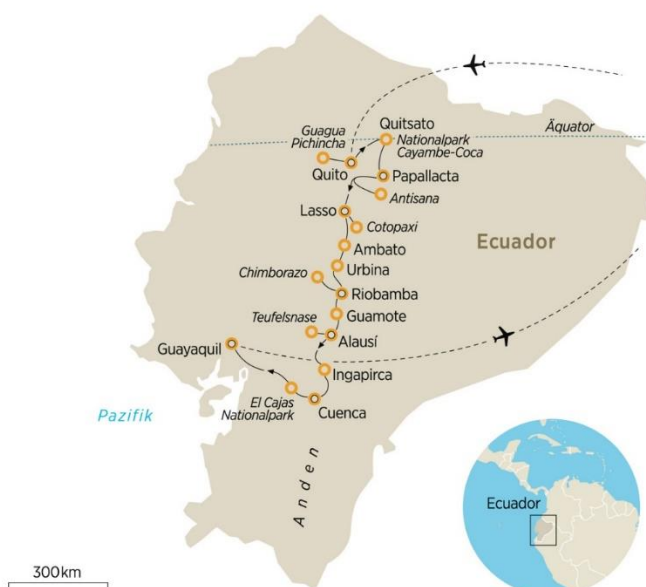 Guagua
Pichincha
Quitsato
Äquator
Nationalpark
Cayambe-Coca
Quito
Papallacta
Antisana
Lasso
Cotopaxi
Ecuador
Ambato
Urbina
Chimborazo
Riobamba
Guamote
Teufelsnase
Alausí
Guayaquil
Ingapirca
El Cajas
Nationalpark
Cuenca
Pazifik
Anden
Ecuador
300km